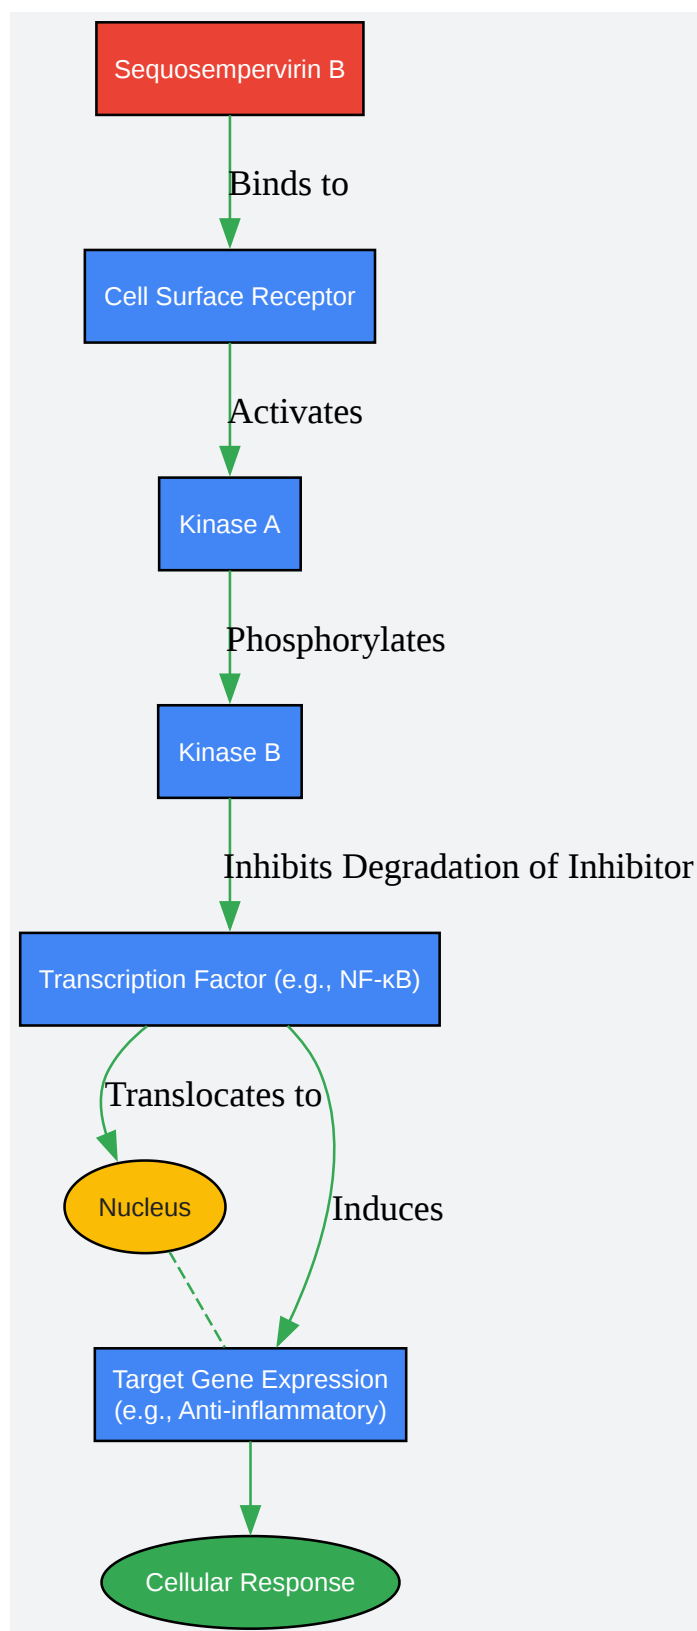 Sequosempervirin B
Binds to
Cell Surface Receptor
Activates
Kinase A
Phosphorylates
Kinase B
Inhibits Degradation of Inhibitor
Transcription Factor (e.g., NF-κB)
Translocates to
Nucleus
Induces
Target Gene Expression
(e.g., Anti-inflammatory)
Cellular Response